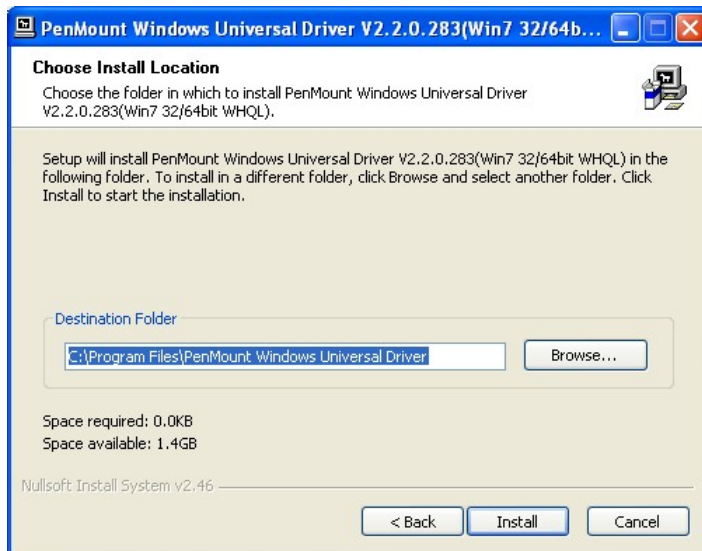 PenMount Windows Universal Driver V2.2.0.283(Win7 32/64b...
Choose Install Location
Choose the folder in which to install PenMount Windows Universal Driver
V2.2.0.283(Win7 32/64bit WHQL).
Setup will install PenMount Windows Universal Driver V2.2.0.283(Win7 32/64bit WHQL) in the
following folder. To install in a different folder, click Browse and select another folder. Click
Install to start the installation.
Destination Folder
C:\Program Files\PenMount Windows Universal Driver
Browse...
Space required: 0.0KB
Space available: 1.4GB
Nullsoft Install System v2.46
< Back
Install
Cancel